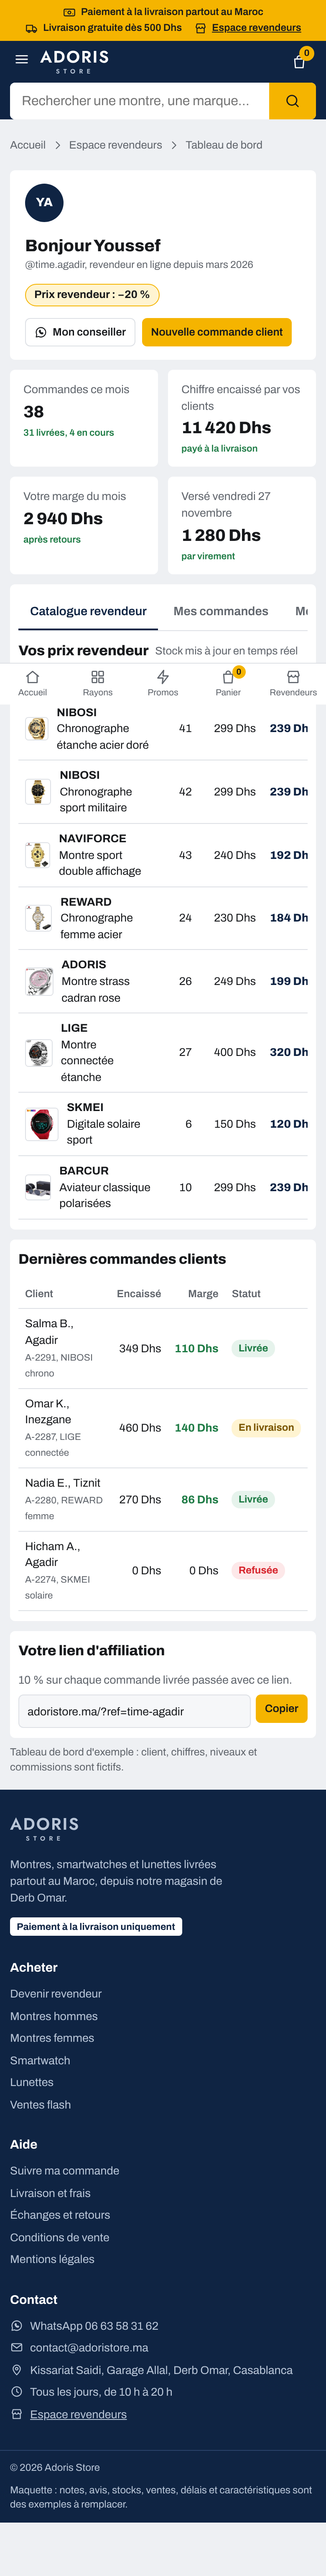 Paiement à la livraison partout au Maroc
Livraison gratuite dès 500 Dhs Espace revendeurs
ADORIS
STORE
0
Rechercher une montre, une marque...
Accueil > Espace revendeurs > Tableau de bord
YA
Bonjour Youssef
@time.agadir, revendeur en ligne depuis mars 2026
Prix revendeur : −20 %
Mon conseiller
Nouvelle commande client
Commandes ce mois
38
31 livrées, 4 en cours
Chiffre encaissé par vos
clients
11 420 Dhs
payé à la livraison
Votre marge du mois
2 940 Dhs
après retours
Versé vendredi 27
novembre
1 280 Dhs
par virement
Catalogue revendeur Mes commandes
Vos prix revendeur Stock mis à jour en temps réel
Accueil
Rayons
Promos
0
Panier
Revendeurs
NIBOSI
Chronographe
étanche acier doré
41 299 Dhs 239 Dh
NIBOSI
Chronographe
sport militaire
42 299 Dhs 239 Dh
NAVIFORCE
Montre sport
double affichage
43 240 Dhs 192 Dh
REWARD
Chronographe
femme acier
24 230 Dhs 184 Dh
ADORIS
Montre strass
cadran rose
26 249 Dhs 199 Dh
LIGE
Montre
connectée
étanche
27 400 Dhs 320 Dh
SKMEI
Digitale solaire
sport
6 150 Dhs 120 Dh
BARCUR
Aviateur classique
polarisées
10 299 Dhs 239 Dh
Dernières commandes clients
Client Encaissé Marge Statut
Salma B.,
Agadir
A-2291, NIBOSI
chrono
349 Dhs 110 Dhs Livrée
Omar K.,
Inezgane
A-2287, LIGE
connectée
460 Dhs 140 Dhs En livraison
Nadia E., Tiznit
A-2280, REWARD
femme
270 Dhs 86 Dhs Livrée
Hicham A.,
Agadir
A-2274, SKMEI
solaire
0 Dhs 0 Dhs Refusée
Votre lien d'affiliation
10 % sur chaque commande livrée passée avec ce lien.
adoristore.ma/?ref=time-agadir
Copier
Tableau de bord d'exemple : client, chiffres, niveaux et
commissions sont fictifs.
ADORIS
STORE
Montres, smartwatches et lunettes livrées
partout au Maroc, depuis notre magasin de
Derb Omar.
Paiement à la livraison uniquement
Acheter
Devenir revendeur
Montres hommes
Montres femmes
Smartwatch
Lunettes
Ventes flash
Aide
Suivre ma commande
Livraison et frais
Échanges et retours
Conditions de vente
Mentions légales
Contact
WhatsApp 06 63 58 31 62
contact@adoristore.ma
Kissariat Saidi, Garage Allal, Derb Omar, Casablanca
Tous les jours, de 10 h à 20 h
Espace revendeurs
© 2026 Adoris Store
Maquette : notes, avis, stocks, ventes, délais et caractéristiques sont
des exemples à remplacer.